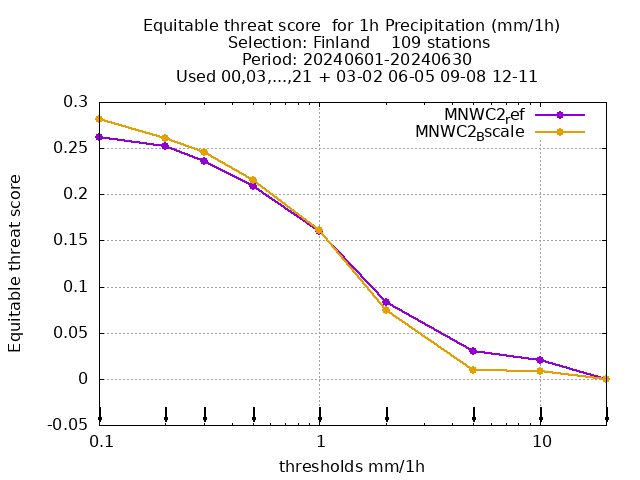 Equitable threat score  for 1h Precipitation (mm/1h)
Selection: Finland    109 stations
Period: 20240601-20240630
Used 00,03,...,21 + 03-02 06-05 09-08 12-11
MNWC2ref
MNWC2Bscale
0.3
0.25
0.2
0.15
0.1
0.05
0
-0.05
Equitable threat score
0.1 1 10
thresholds mm/1h